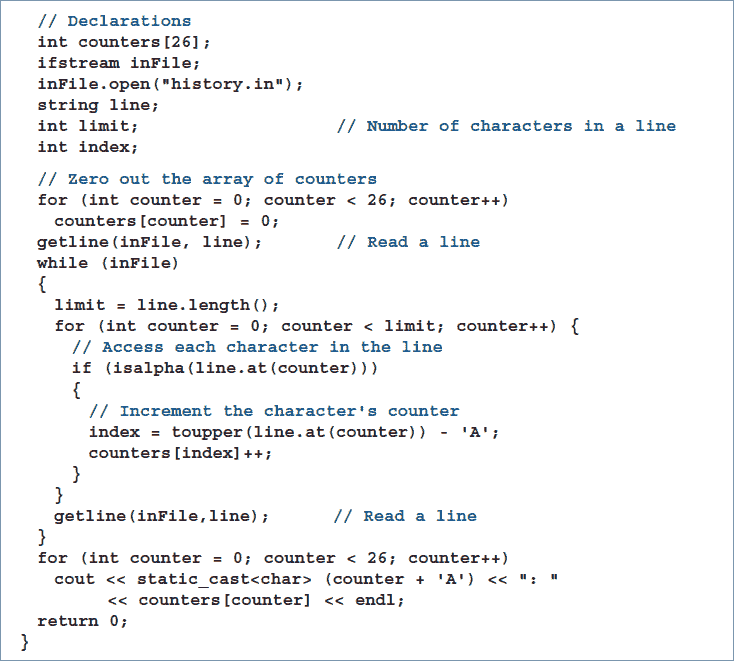 // Declarations
int counters[26];
ifstream inFile;
inFile.open("history.in");
string line;
int limit; // Number of characters in a line
int index;
// Zero out the array of counters
for (int counter = 0; counter < 26; counter++)
counters[counter] = 0;
getline(inFile, line); // Read a line
while (inFile)
{
limit = line.length();
for (int counter = 0; counter < limit; counter++) {
// Access each character in the line
if (isalpha(line.at(counter)))
{
// Increment the character's counter
index = toupper(line.at(counter)) - 'A';
counters[index]++;
}
}
getline(inFile,line); // Read a line
}
for (int counter = 0; counter < 26; counter++)
cout << static_cast<char> (counter + 'A') << ": "
<< counters[counter] << endl;
return 0;
}